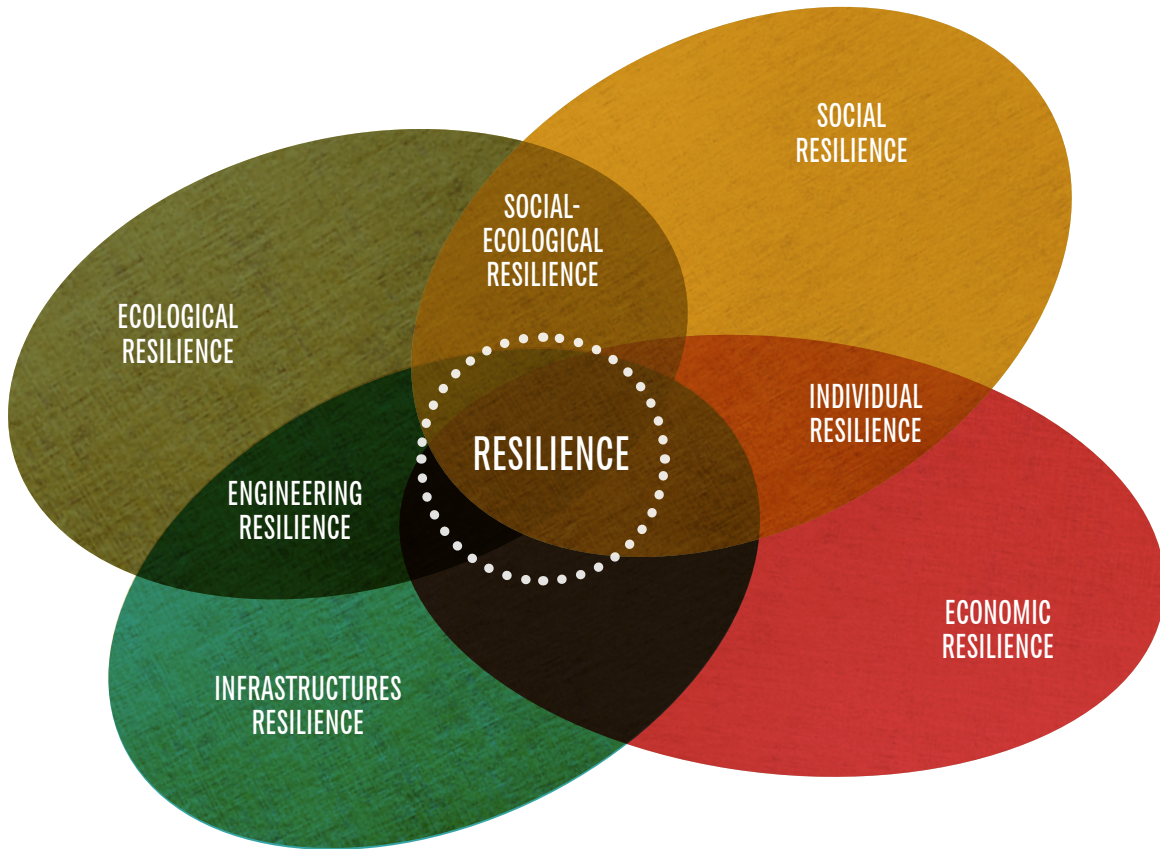 SOCIAL
RESILIENCE
SOCIAL-
ECOLOGICAL
RESILIENCE
ECOLOGICAL
RESILIENCE
INDIVIDUAL
RESILIENCE
RESILIENCE
ENGINEERING
RESILIENCE
ECONOMIC
RESILIENCE
INFRASTRUCTURES
RESILIENCE